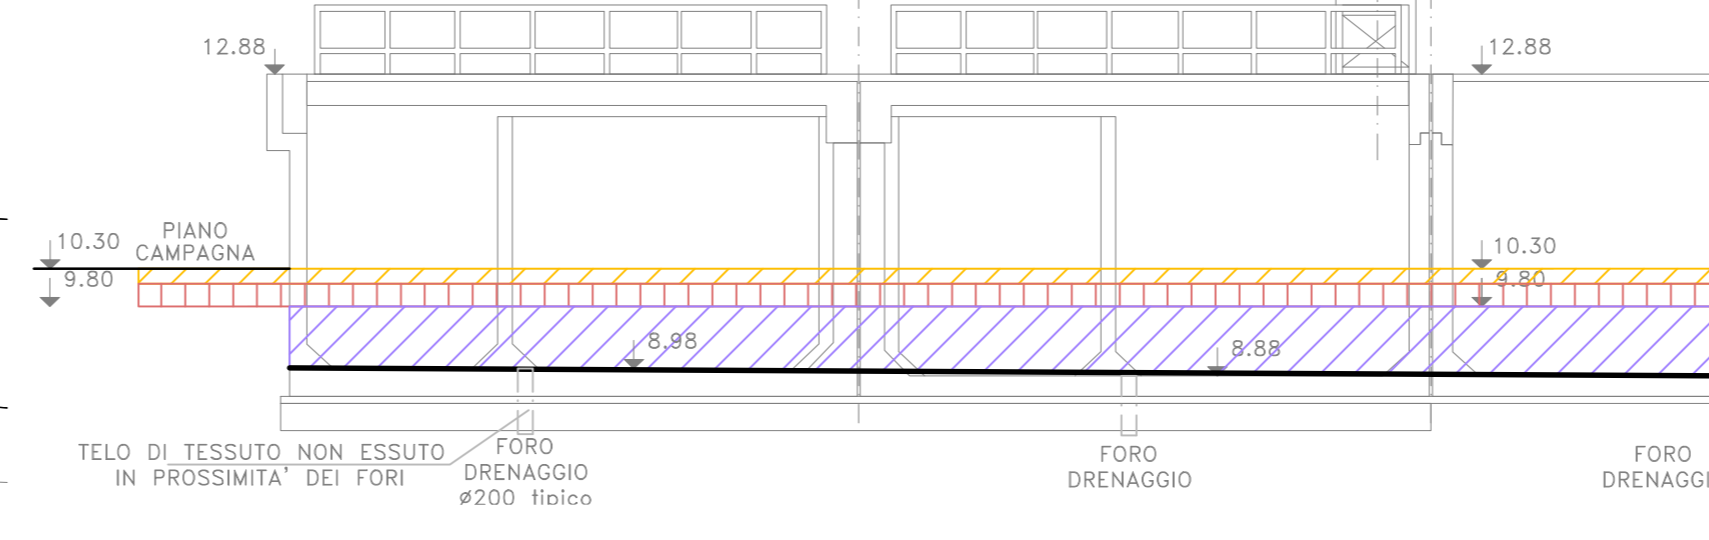 12.88
12.88
PIANO
CAMPAGNA
10.30
9.80
10.30
9.80
8.98
8.88
TELO DI TESSUTO NON ESSUTO
IN PROSSIMITA' DEI FORI
FORO
DRENAGGIO
ø200 tipico
FORO
DRENAGGIO
FORO
DRENAGGI